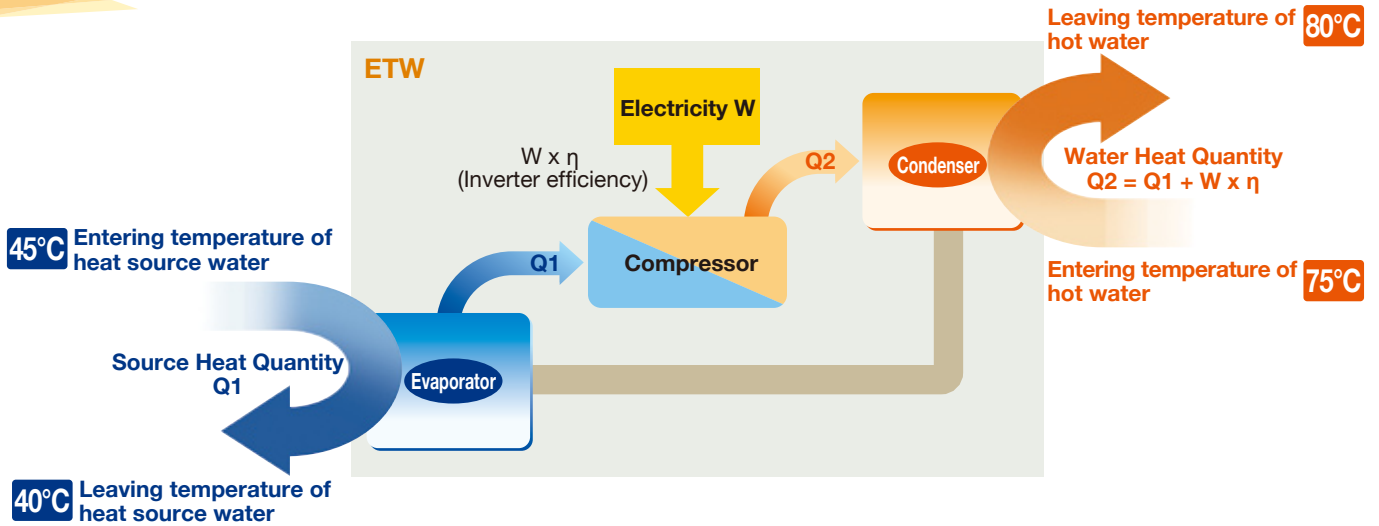 Leaving temperature of
hot water
80°C
ETW
Electricity W
W x η
(Inverter efficiency)
Q2
Condenser
Water Heat Quantity
Q2 = Q1 + W x η
45°C
Entering temperature of
heat source water
Q1
Compressor
Entering temperature of
hot water
75°C
Source Heat Quantity
Q1
Evaporator
40°C
Leaving temperature of
heat source water